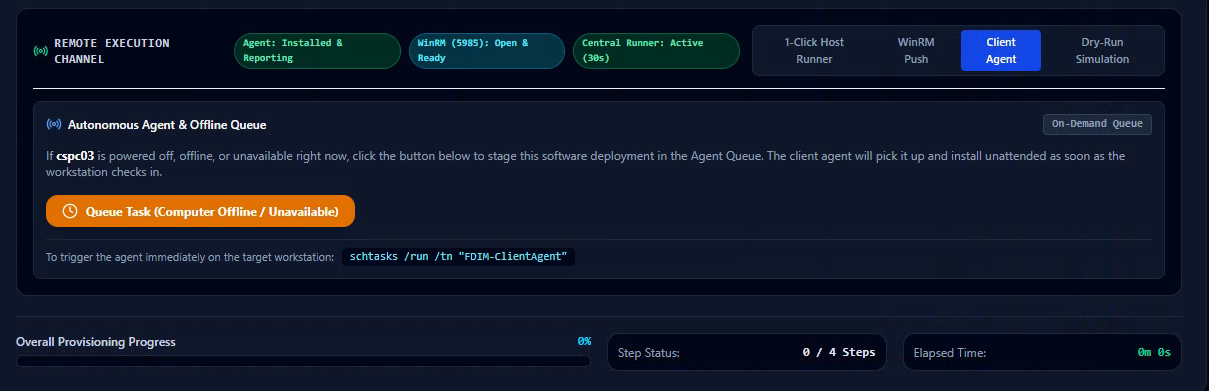 REMOTE EXECUTION
CHANNEL
Agent: Installed &
Reporting
WinRM (5985): Open &
Ready
Central Runner: Active
(30s)
1-Click Host
Runner
WinRM
Push
Client
Agent
Dry-Run
Simulation
Autonomous Agent & Offline Queue
On-Demand Queue
If cspc03 is powered off, offline, or unavailable right now, click the button below to stage this software deployment in the Agent Queue. The client agent will pick it up and install unattended as soon as the
workstation checks in.
Queue Task (Computer Offline / Unavailable)
To trigger the agent immediately on the target workstation: schtasks /run /tn "FDIM-ClientAgent"
Overall Provisioning Progress 0%
Step Status: 0 / 4 Steps
Elapsed Time: 0m 0s